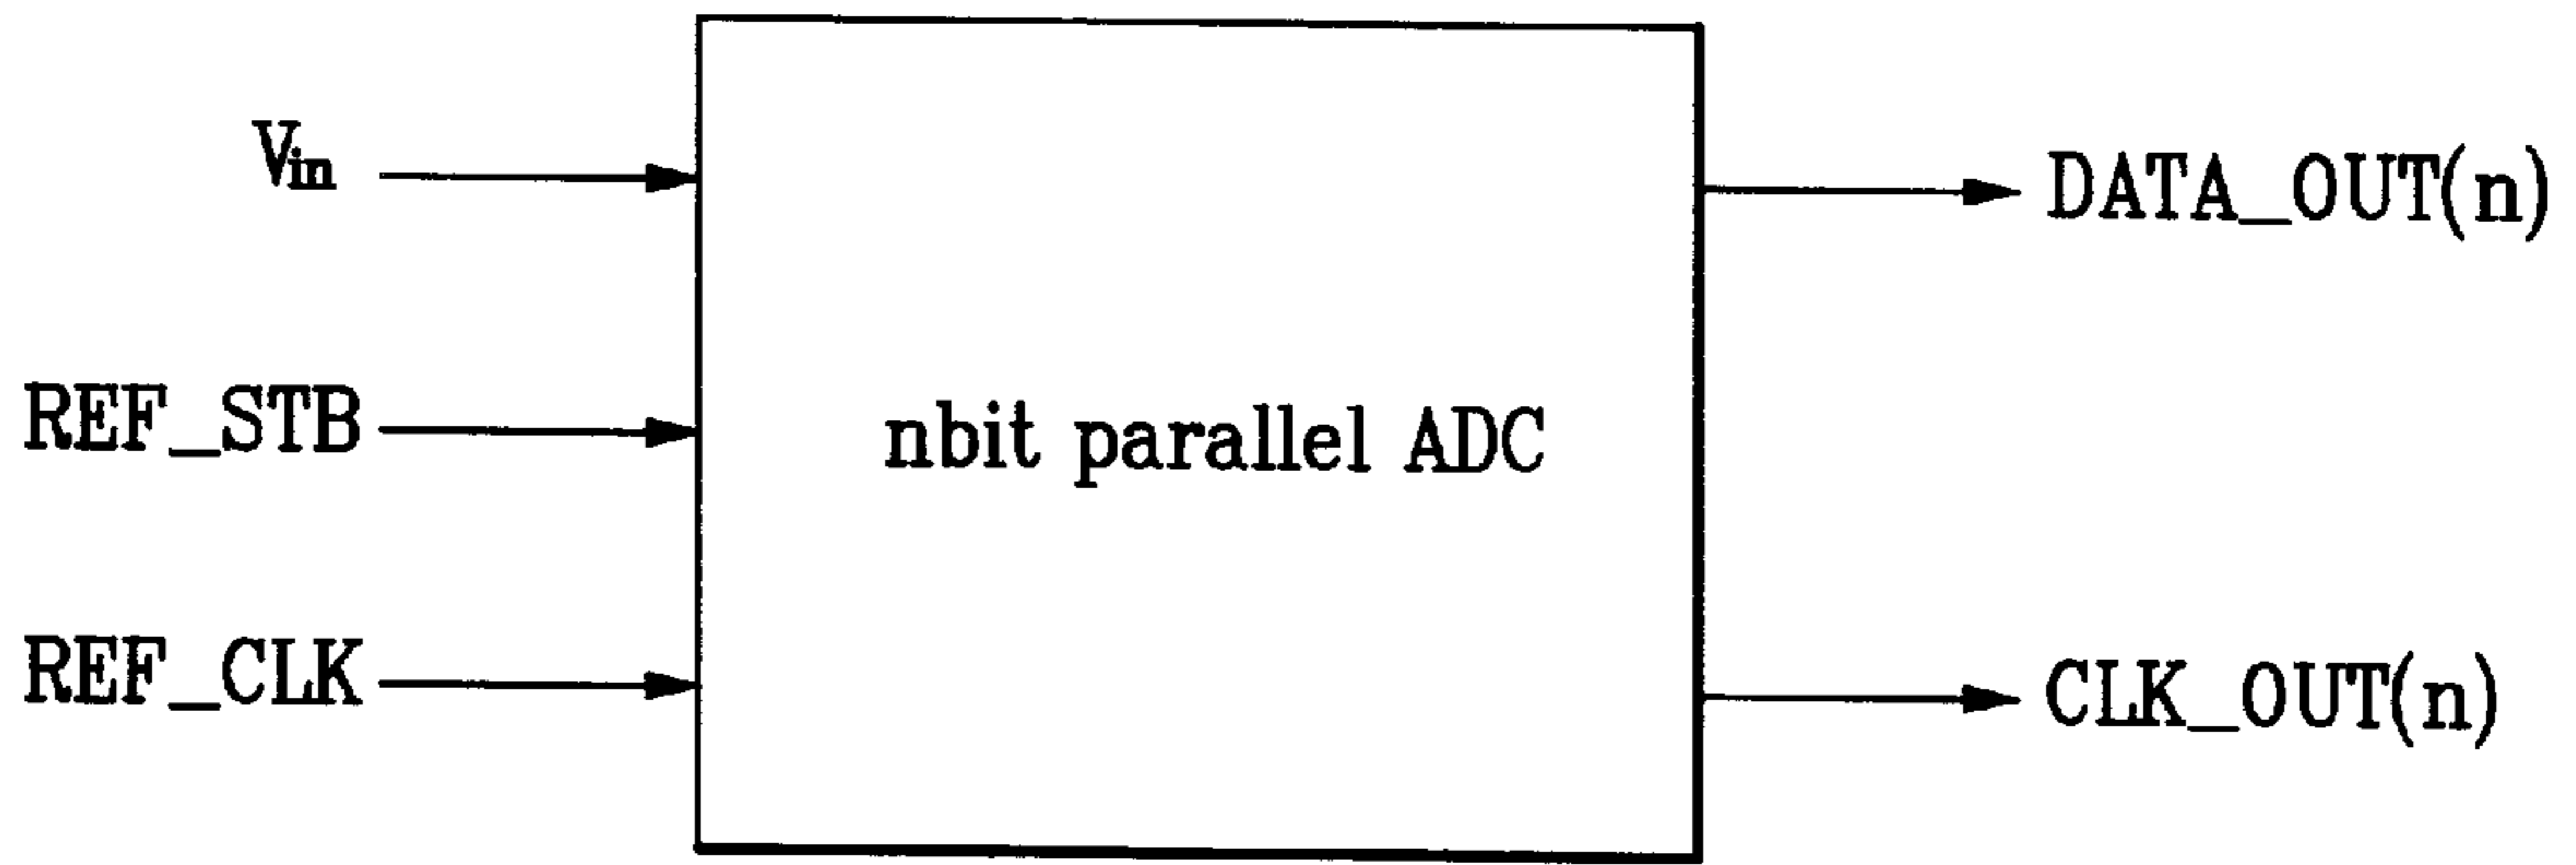 Vin
DATA_OUT(n)
REF_STB
nbit parallel ADC
REF_CLK
CLK_OUT(n)